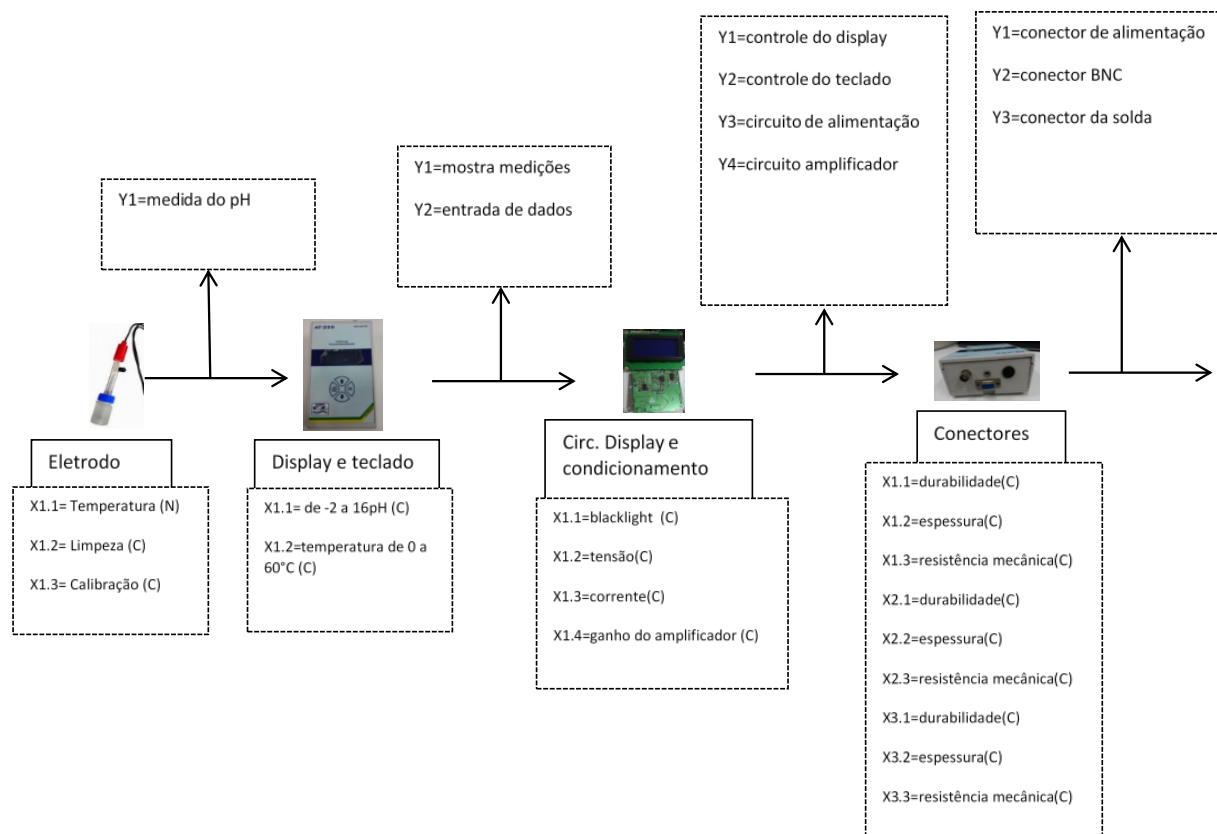 Y1=controle do display
Y2=controle do teclado
Y3=circuito de alimentação
Y4=circuito amplificador
Y1=conector de alimentação
Y2=conector BNC
Y3=conector da solda
Y1=mostra medições
Y2=entrada de dados
Y1=medida do pH
Eletrodo
X1.1= Temperatura (N)
X1.2= Limpeza (C)
X1.3= Calibração (C)
Display e teclado
X1.1= de -2 a 16pH (C)
X1.2=temperatura de 0 a
60°C (C)
Circ. Display e
condicionamento
X1.1=blacklight (C)
X1.2=tensão(C)
X1.3=corrente(C)
X1.4=ganho do amplificador (C)
Conectores
X1.1=durabilidade(C)
X1.2=espessura(C)
X1.3=resistência mecânica(C)
X2.1=durabilidade(C)
X2.2=espessura(C)
X2.3=resistência mecânica(C)
X3.1=durabilidade(C)
X3.2=espessura(C)
X3.3=resistência mecânica(C)